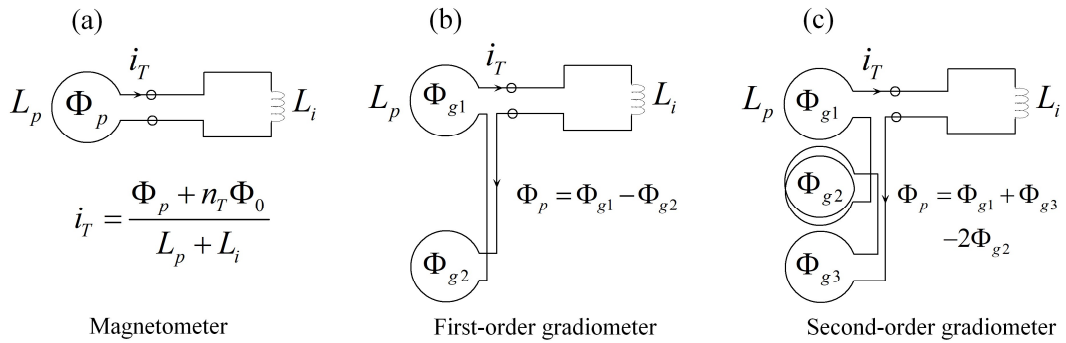 (a)
i_T
L_p
Φ_p
L_i
i_T = (Φ_p + n_T Φ_0) / (L_p + L_i)
Magnetometer
(b)
i_T
L_p
Φ_g1
L_i
Φ_p = Φ_g1 − Φ_g2
Φ_g2
First-order gradiometer
(c)
i_T
L_p
Φ_g1
L_i
Φ_g2
Φ_p = Φ_g1 + Φ_g3
−2Φ_g2
Φ_g3
Second-order gradiometer